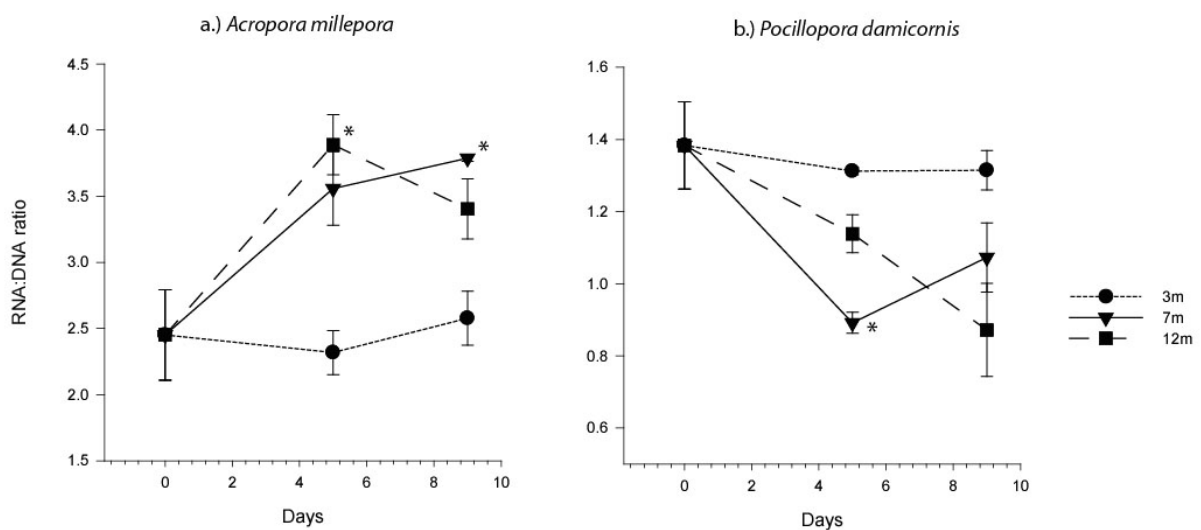 a.) Acropora millepora
4.5
4.0
3.5
3.0
2.5
2.0
1.5
RNA:DNA ratio
*
*
0 2 4 6 8 10
Days
b.) Pocillopora damicornis
1.6
1.4
1.2
1.0
0.8
0.6
*
0 2 4 6 8 10
Days
3m
7m
12m